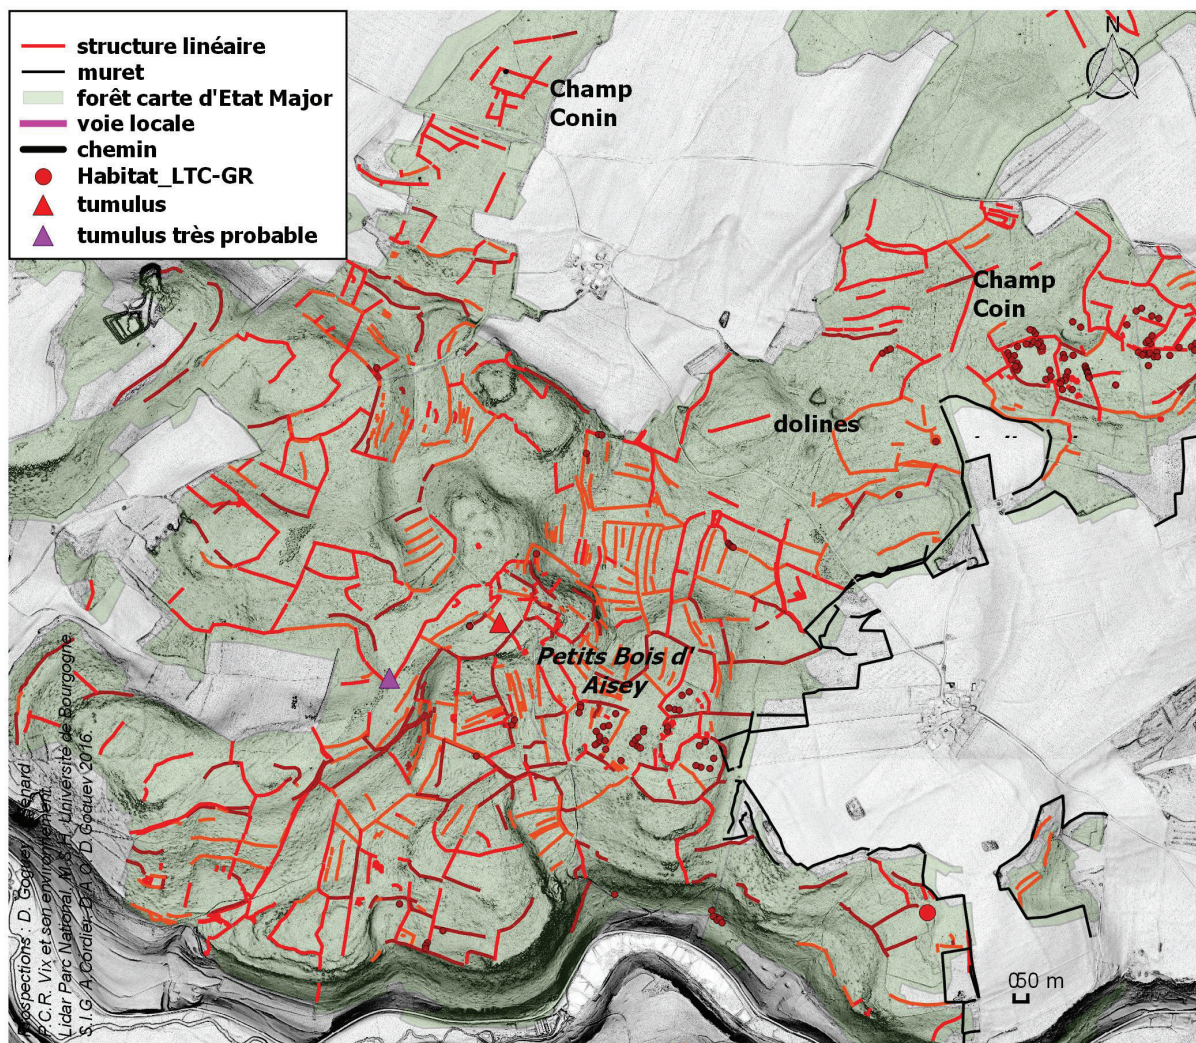 structure linéaire
muret
forêt carte d'Etat Major
voie locale
chemin
Habitat_LTC-GR
tumulus
tumulus très probable
N
Champ
Conin
Champ
Coin
dolines
Petits Bois d'
Aisey
050 m
Prospections : D. Goguey
P.C.R. Vix et son environnement.
Lidar Parc National, M.S.H. Université de Bourgogne
S.I.G. A.Cordier, D.A.O. : D. Goguey 2016.